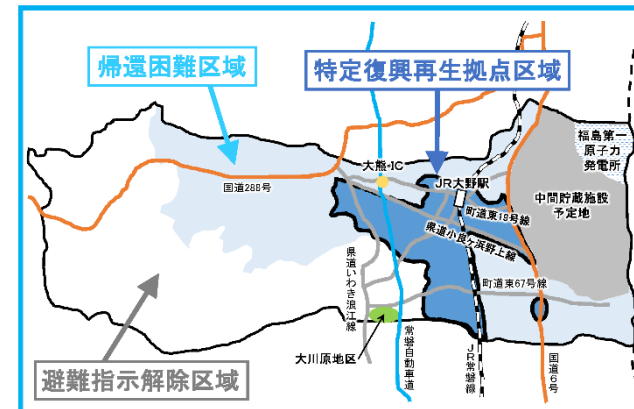 帰還困難区域
特定復興再生拠点区域
福島第一
原子力
発電所
大熊IC
JR大野駅
国道288号
中間貯蔵施設
予定地
町道東18号線
県道小良ヶ浜野上線
県道いわき浪江線
町道東67号線
大川原地区
常磐自動車道
JR常磐線
国道6号
避難指示解除区域